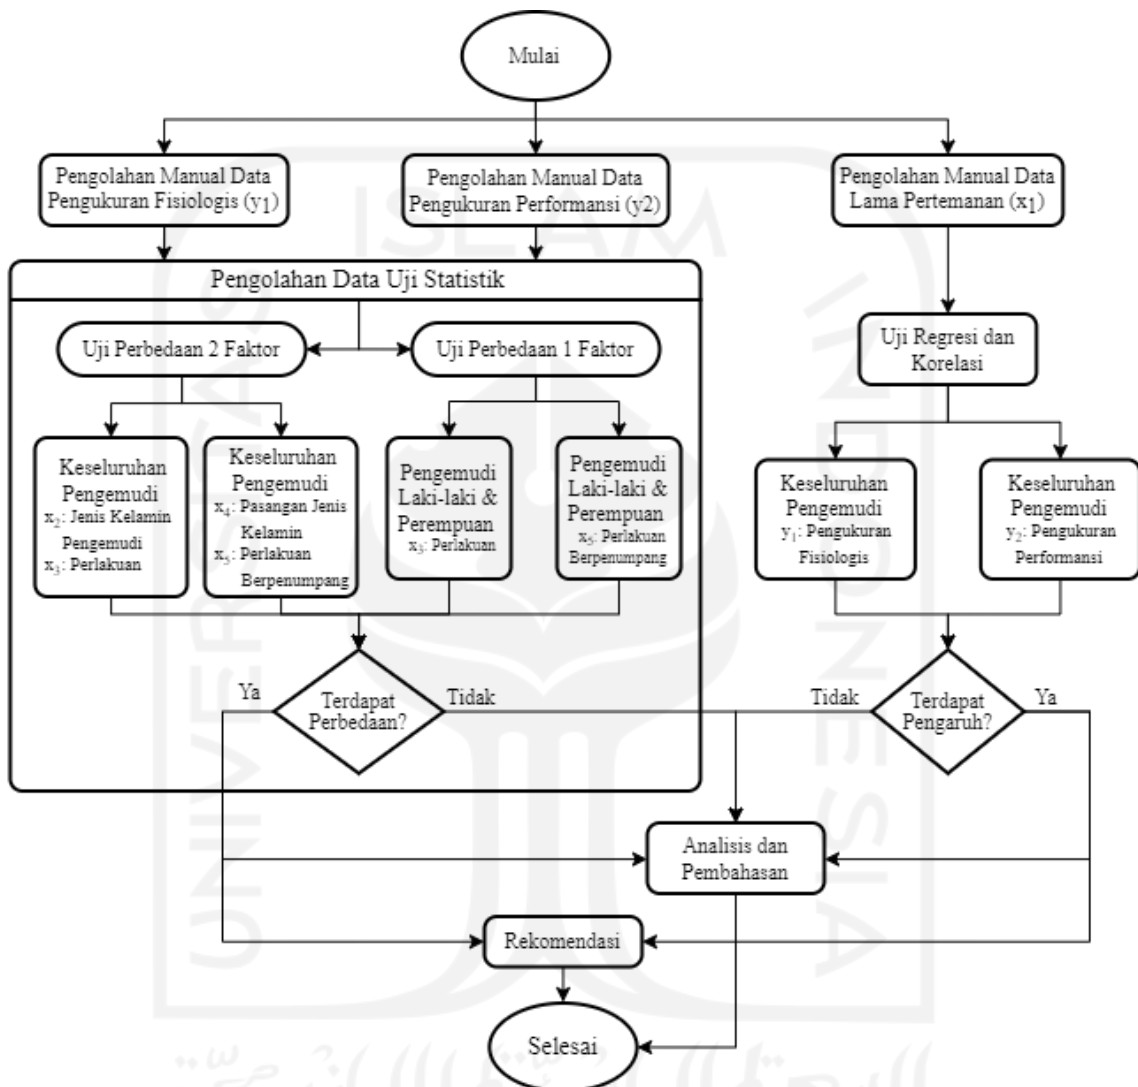 Mulai
Pengolahan Manual Data
Pengukuran Fisiologis (y1)
Pengolahan Manual Data
Pengukuran Performansi (y2)
Pengolahan Manual Data
Lama Pertemanan (x1)
Pengolahan Data Uji Statistik
Uji Perbedaan 2 Faktor
Uji Perbedaan 1 Faktor
Uji Regresi dan
Korelasi
Keseluruhan
Pengemudi
x2: Jenis Kelamin
Pengemudi
x3: Perlakuan
Keseluruhan
Pengemudi
x4: Pasangan Jenis
Kelamin
x5: Perlakuan
Berpenumpang
Pengemudi
Laki-laki &
Perempuan
x3: Perlakuan
Pengemudi
Laki-laki &
Perempuan
x5: Perlakuan
Berpenumpang
Keseluruhan
Pengemudi
y1: Pengukuran
Fisiologis
Keseluruhan
Pengemudi
y2: Pengukuran
Performansi
Ya
Terdapat
Perbedaan?
Tidak
Tidak
Terdapat
Pengaruh?
Ya
Analisis dan
Pembahasan
Rekomendasi
Selesai
UNIVERSITAS
ISLAM
INDONESIA